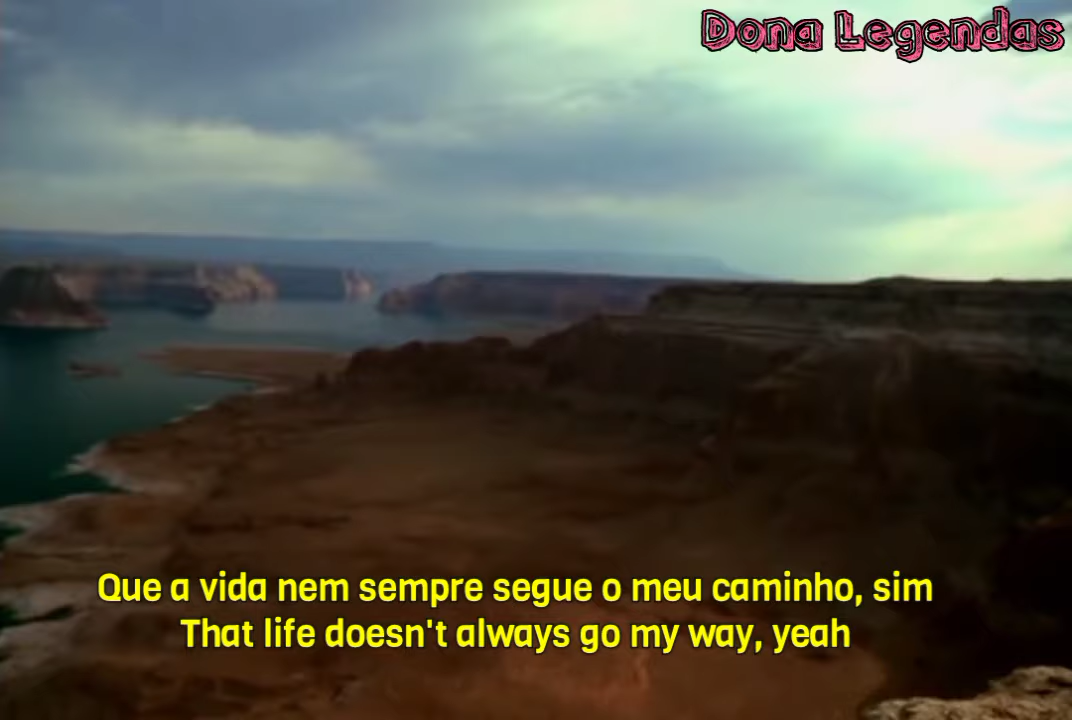 Dona Legendas
Que a vida nem sempre segue o meu caminho, sim
That life doesn't always go my way, yeah